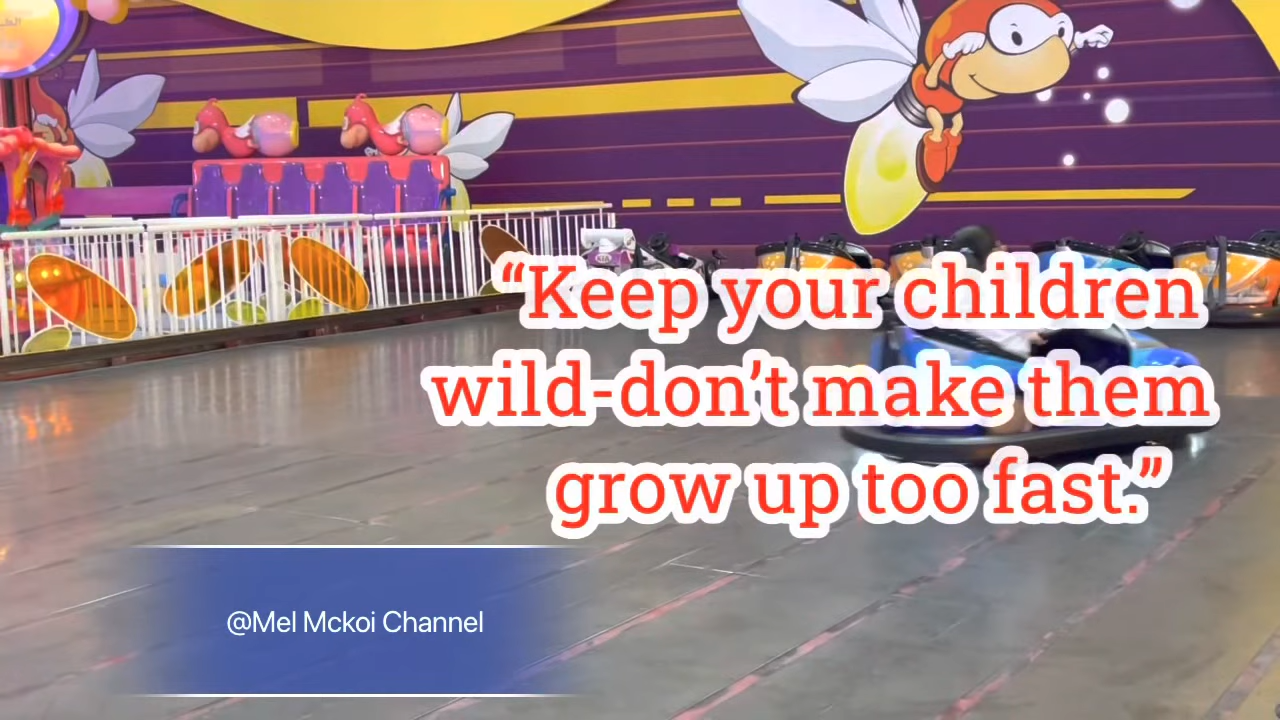 “Keep your children
wild-don’t make them
grow up too fast.”
@Mel Mckoi Channel